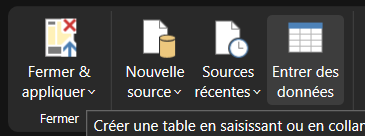 Fermer &
appliquer
Nouvelle
source
Sources
récentes
Entrer des
données
Fermer
Créer une table en saisissant ou en collan